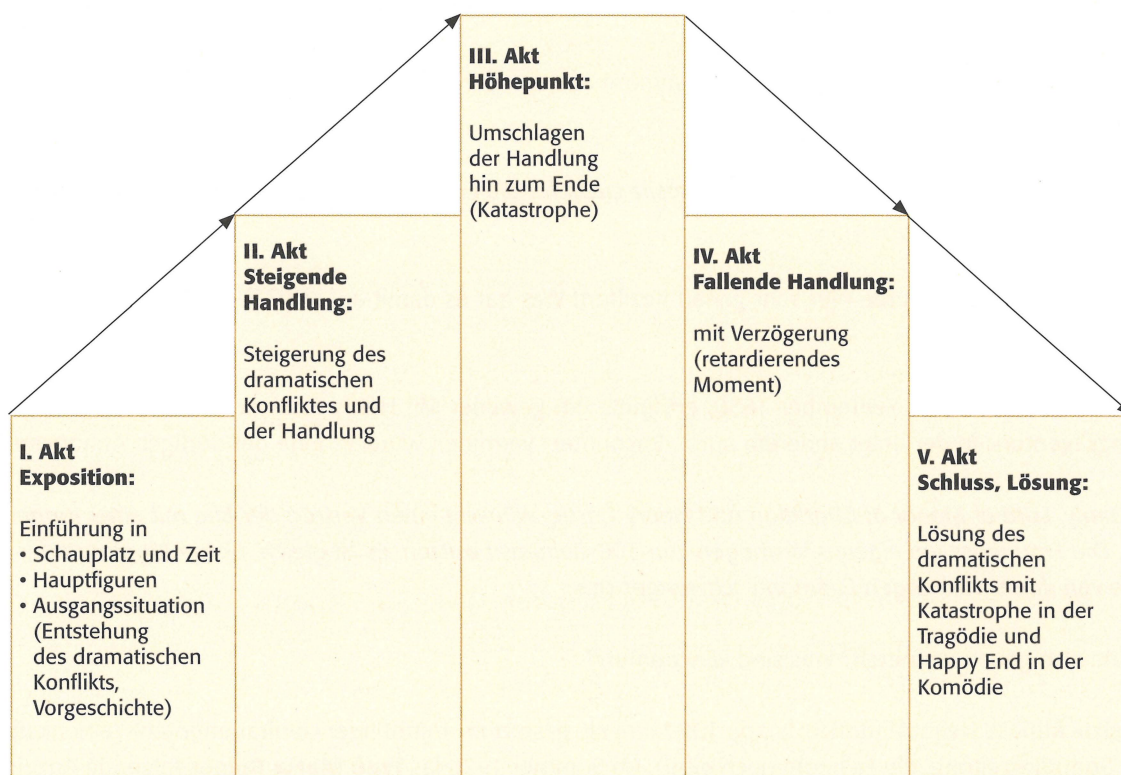 III. Akt
Höhepunkt:
Umschlagen
der Handlung
hin zum Ende
(Katastrophe)
II. Akt
Steigende
Handlung:
Steigerung des
dramatischen
Konfliktes und
der Handlung
IV. Akt
Fallende Handlung:
mit Verzögerung
(retardierendes
Moment)
I. Akt
Exposition:
Einführung in
• Schauplatz und Zeit
• Hauptfiguren
• Ausgangssituation
(Entstehung
des dramatischen
Konflikts,
Vorgeschichte)
V. Akt
Schluss, Lösung:
Lösung des
dramatischen
Konflikts mit
Katastrophe in der
Tragödie und
Happy End in der
Komödie